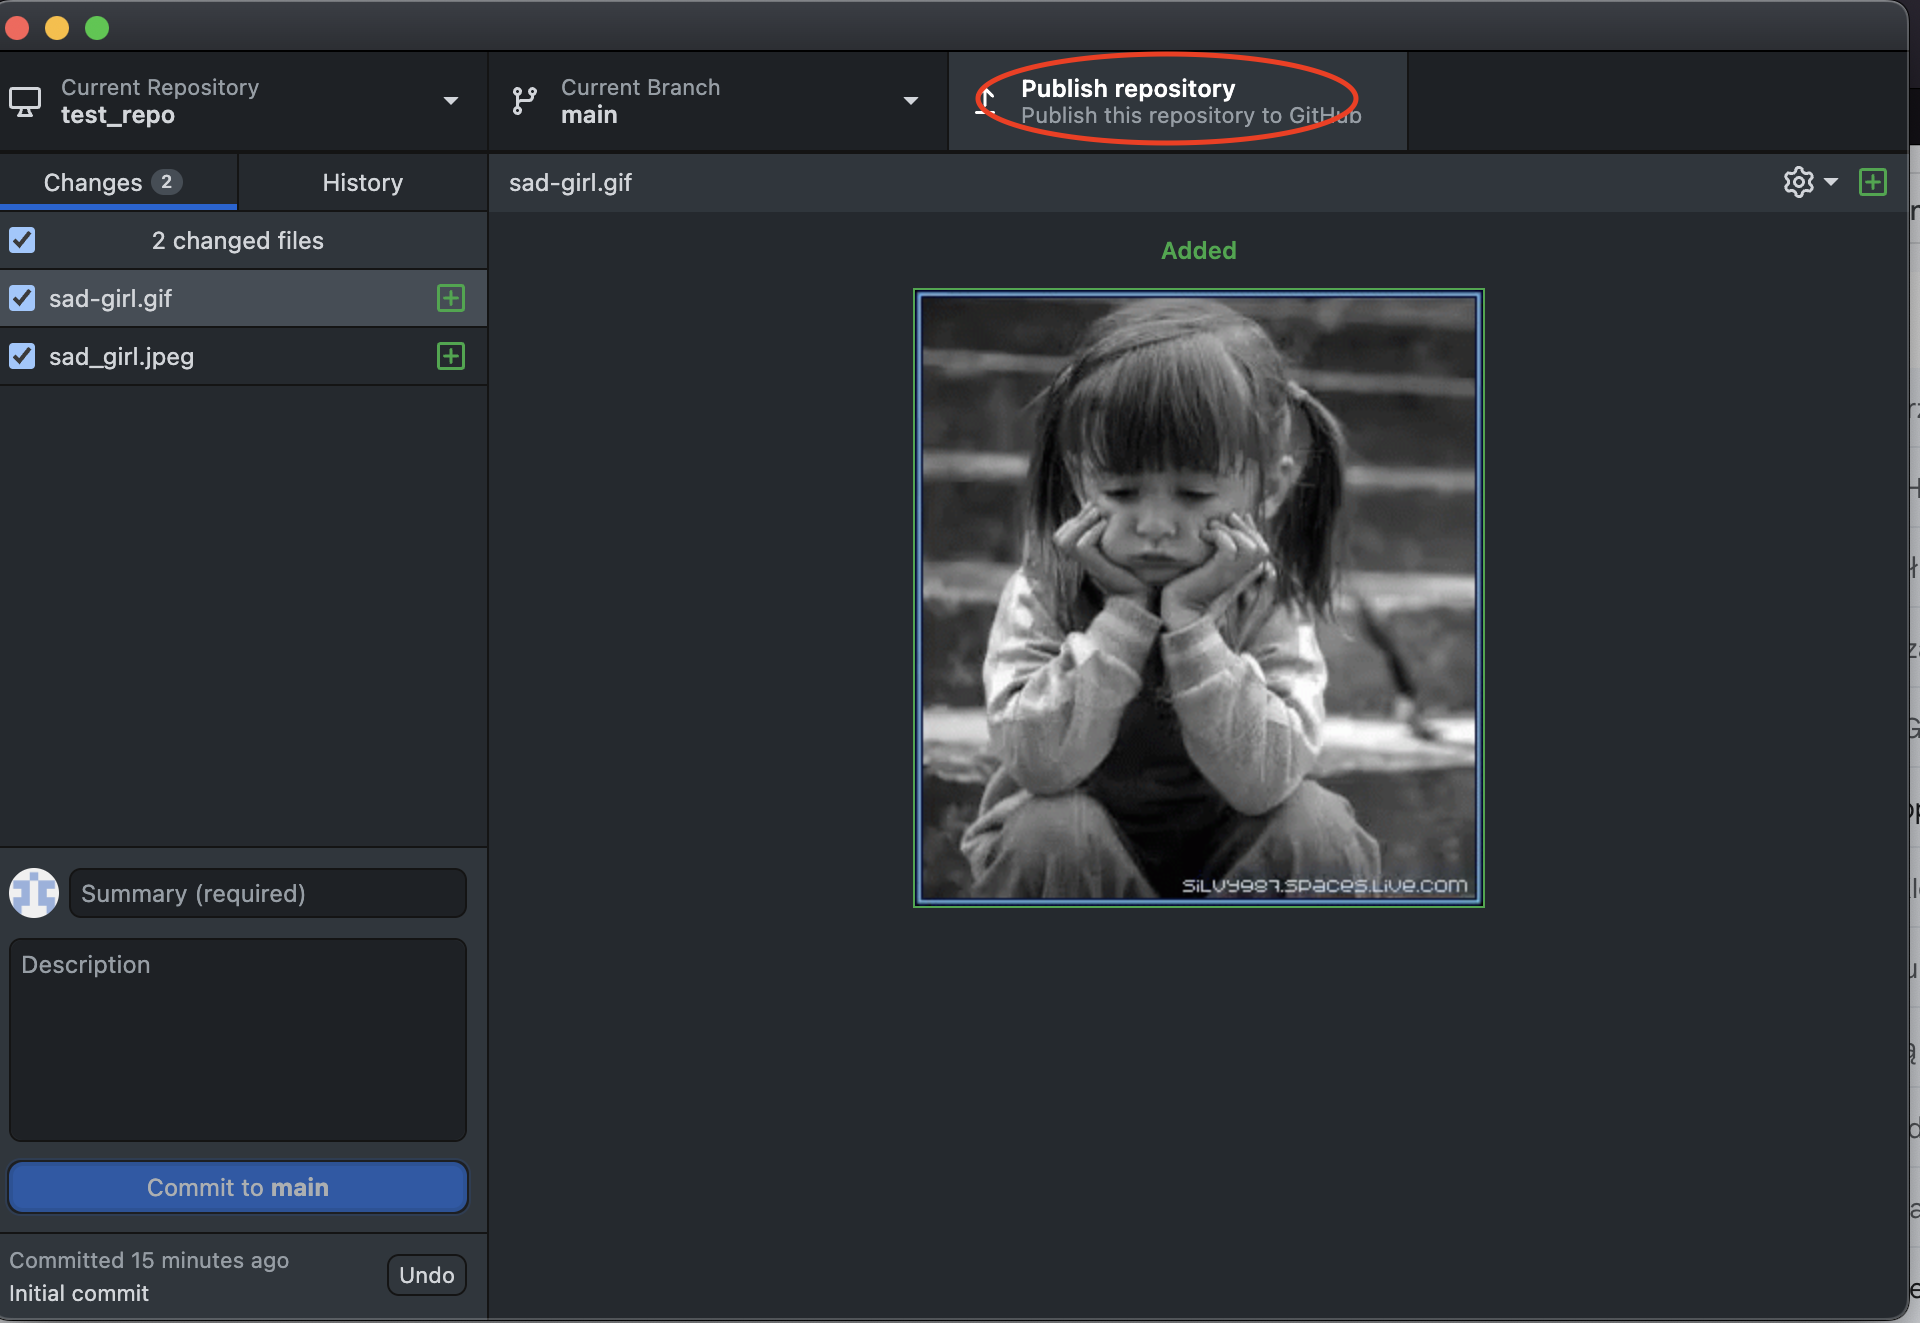 Current Repository
test_repo
Current Branch
main
Publish repository
Publish this repository to GitHub
Changes 2
History
sad-girl.gif
2 changed files
sad-girl.gif
sad_girl.jpeg
Added
SiLVY987.SPACES.LIVE.COM
Summary (required)
Description
Commit to main
Committed 15 minutes ago
Initial commit
Undo